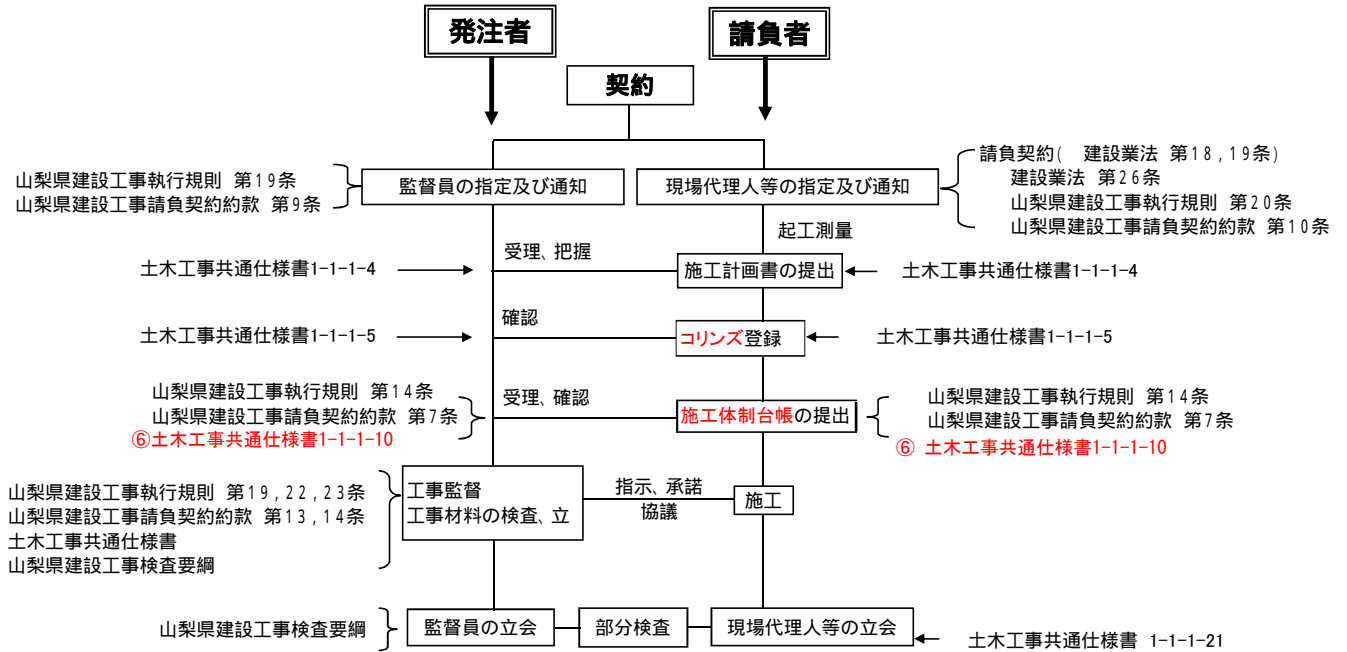 発注者
請負者
契約
山梨県建設工事執行規則 第19条
山梨県建設工事請負契約約款 第9条
監督員の指定及び通知
現場代理人等の指定及び通知
請負契約( 建設業法 第18,19条)
建設業法 第26条
山梨県建設工事執行規則 第20条
山梨県建設工事請負契約約款 第10条
起工測量
土木工事共通仕様書1-1-1-4
受理、把握
施工計画書の提出
土木工事共通仕様書1-1-1-4
土木工事共通仕様書1-1-1-5
確認
コリンズ登録
土木工事共通仕様書1-1-1-5
山梨県建設工事執行規則 第14条
山梨県建設工事請負契約約款 第7条
⑥土木工事共通仕様書1-1-1-10
受理、確認
施工体制台帳の提出
山梨県建設工事執行規則 第14条
山梨県建設工事請負契約約款 第7条
⑥ 土木工事共通仕様書1-1-1-10
山梨県建設工事執行規則 第19,22,23条
山梨県建設工事請負契約約款 第13,14条
土木工事共通仕様書
山梨県建設工事検査要綱
工事監督
工事材料の検査、立
指示、承諾
協議
施工
山梨県建設工事検査要綱
監督員の立会
部分検査
現場代理人等の立会
土木工事共通仕様書 1-1-1-21